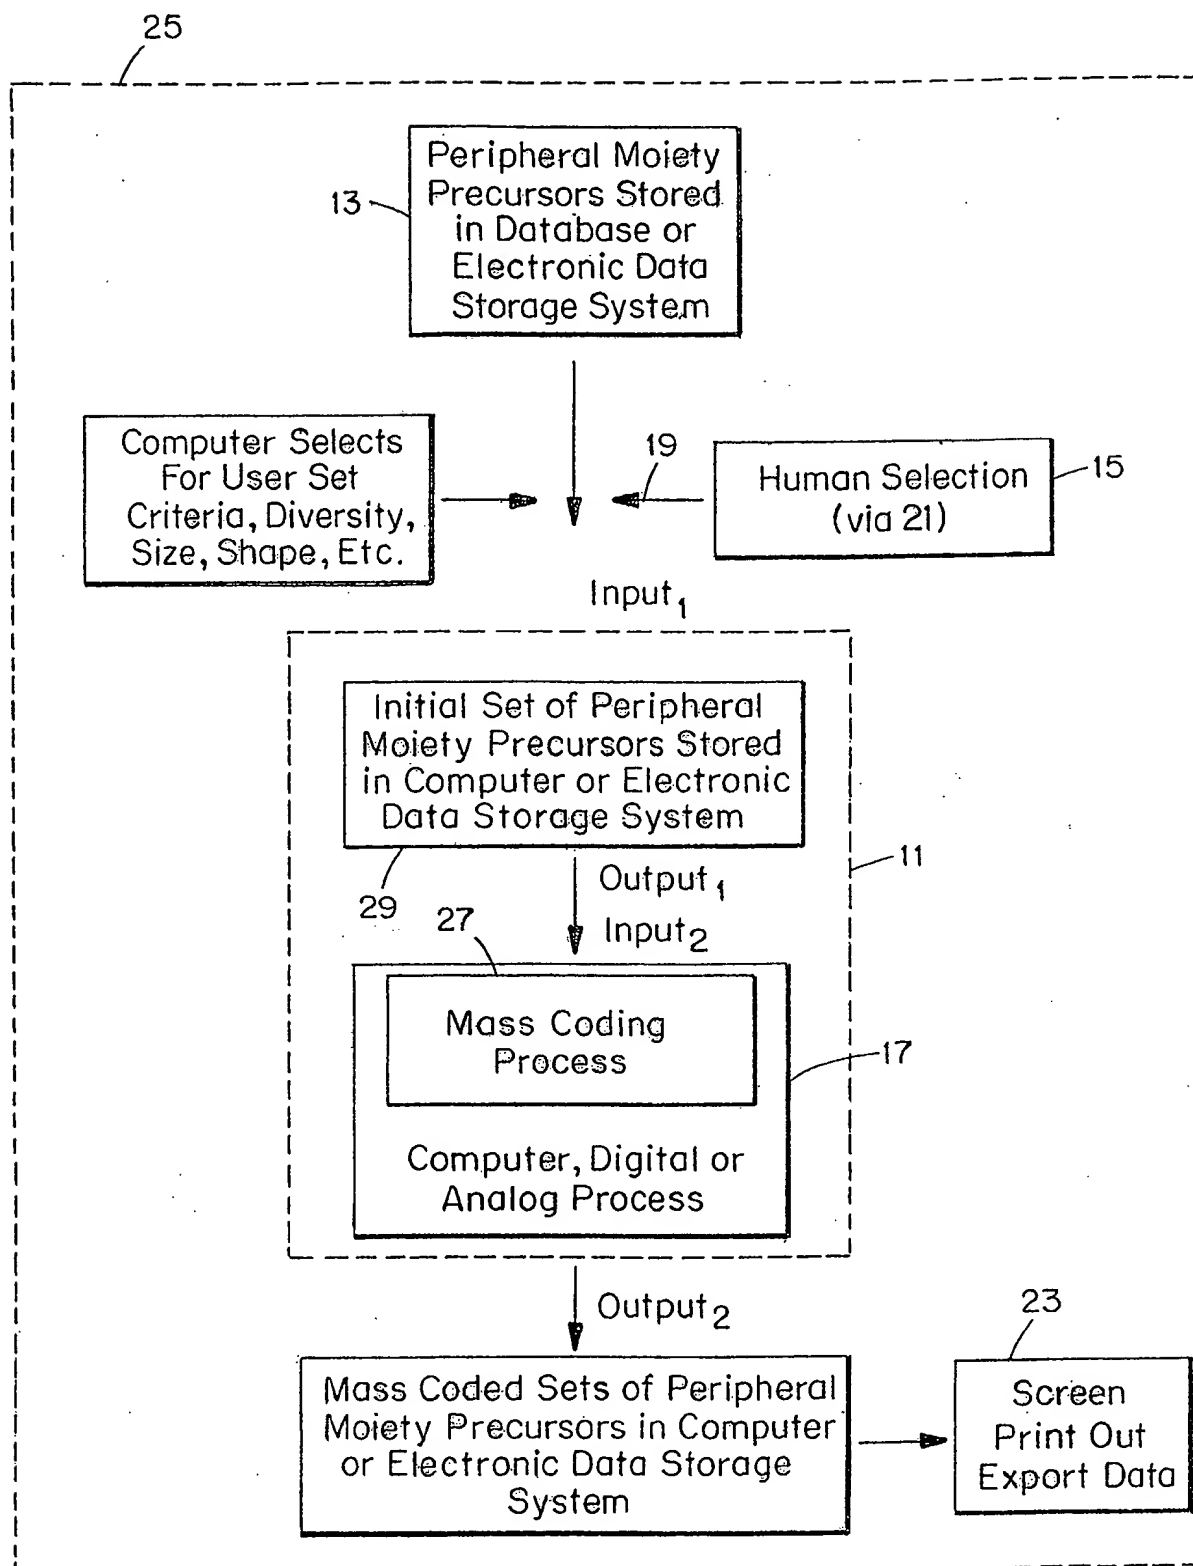 25
Peripheral Moiety
Precursors Stored
in Database or
Electronic Data
Storage System
13
Computer Selects
For User Set
Criteria, Diversity,
Size, Shape, Etc.
19
Human Selection
(via 21)
15
Input1
Initial Set of Peripheral
Moiety Precursors Stored
in Computer or Electronic
Data Storage System
29
Output1
Input2
11
27
Mass Coding
Process
17
Computer, Digital or
Analog Process
Output2
23
Mass Coded Sets of Peripheral
Moiety Precursors in Computer
or Electronic Data Storage
System
Screen
Print Out
Export Data